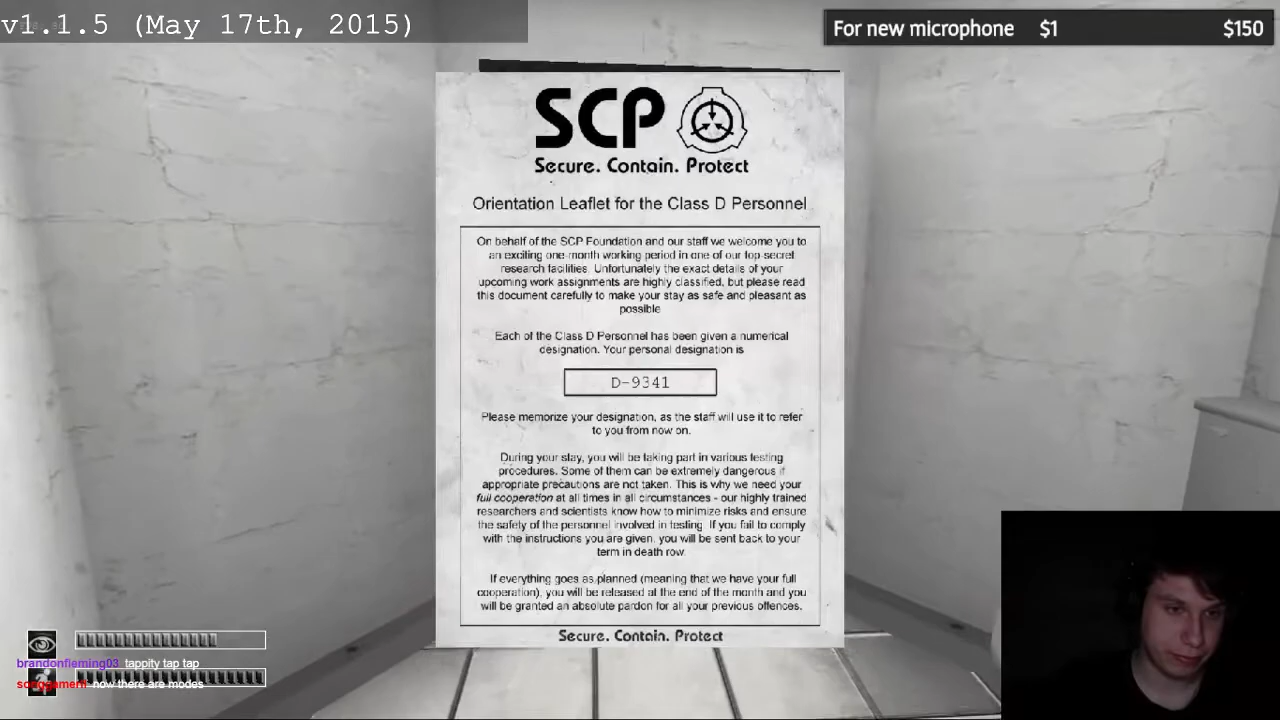 v1.1.5 (May 17th, 2015)
For new microphone $1 $150
SCP
Secure. Contain. Protect
Orientation Leaflet for the Class D Personnel
On behalf of the SCP Foundation and our staff we welcome you to
an exciting one-month working period in one of our top-secret
research facilities. Unfortunately the exact details of your
upcoming work assignments are highly classified, but please read
this document carefully to make your stay as safe and pleasant as
possible
Each of the Class D Personnel has been given a numerical
designation. Your personal designation is
D-9341
Please memorize your designation, as the staff will use it to refer
to you from now on.
During your stay, you will be taking part in various testing
procedures. Some of them can be extremely dangerous if
appropriate precautions are not taken. This is why we need your
full cooperation at all times in all circumstances - our highly trained
researchers and scientists know how to minimize risks and ensure
the safety of the personnel involved in testing. If you fail to comply
with the instructions you are given, you will be sent back to your
term in death row.
If everything goes as planned (meaning that we have your full
cooperation), you will be released at the end of the month and you
will be granted an absolute pardon for all your previous offences.
Secure. Contain. Protect
brandonfleming03 tappity tap tap
now there are modes